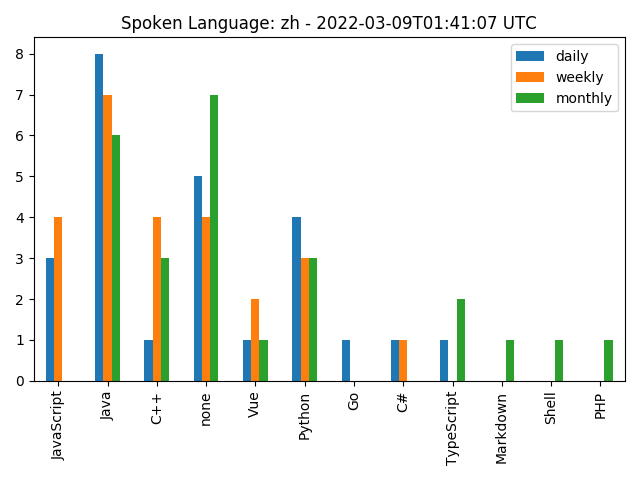 Spoken Language: zh - 2022-03-09T01:41:07 UTC
daily
weekly
monthly
8
7
6
5
4
3
2
1
0
JavaScript
Java
C++
none
Vue
Python
Go
C#
TypeScript
Markdown
Shell
PHP